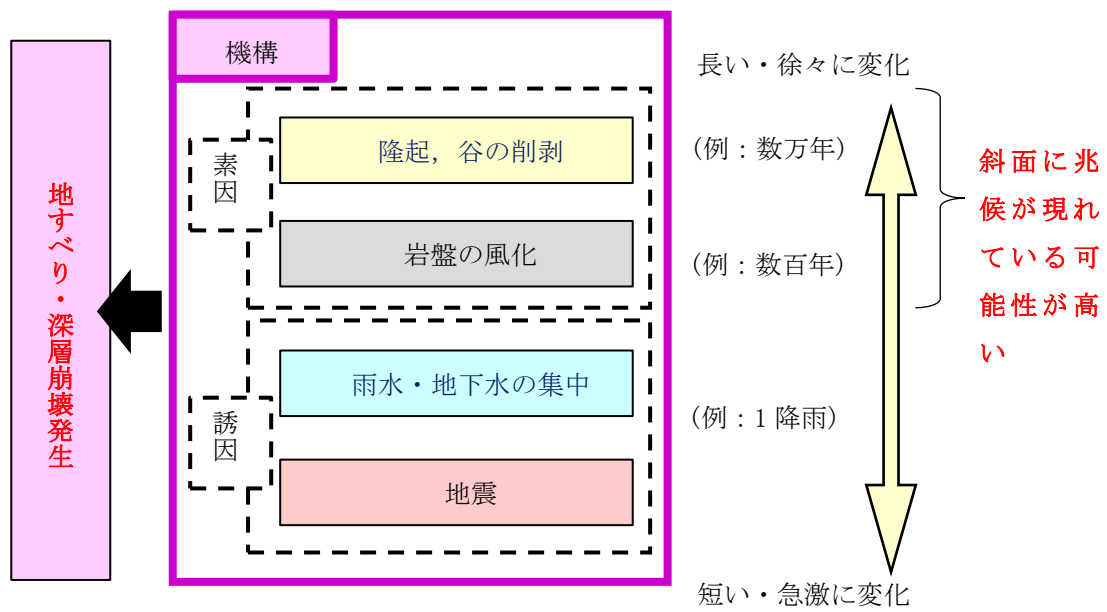 機構
長い・徐々に変化
素因
隆起，谷の削剥
（例：数万年）
岩盤の風化
（例：数百年）
斜面に兆
候が現れ
ている可
能性が高
い
地すべり・深層崩壊発生
誘因
雨水・地下水の集中
（例：1 降雨）
地震
短い・急激に変化